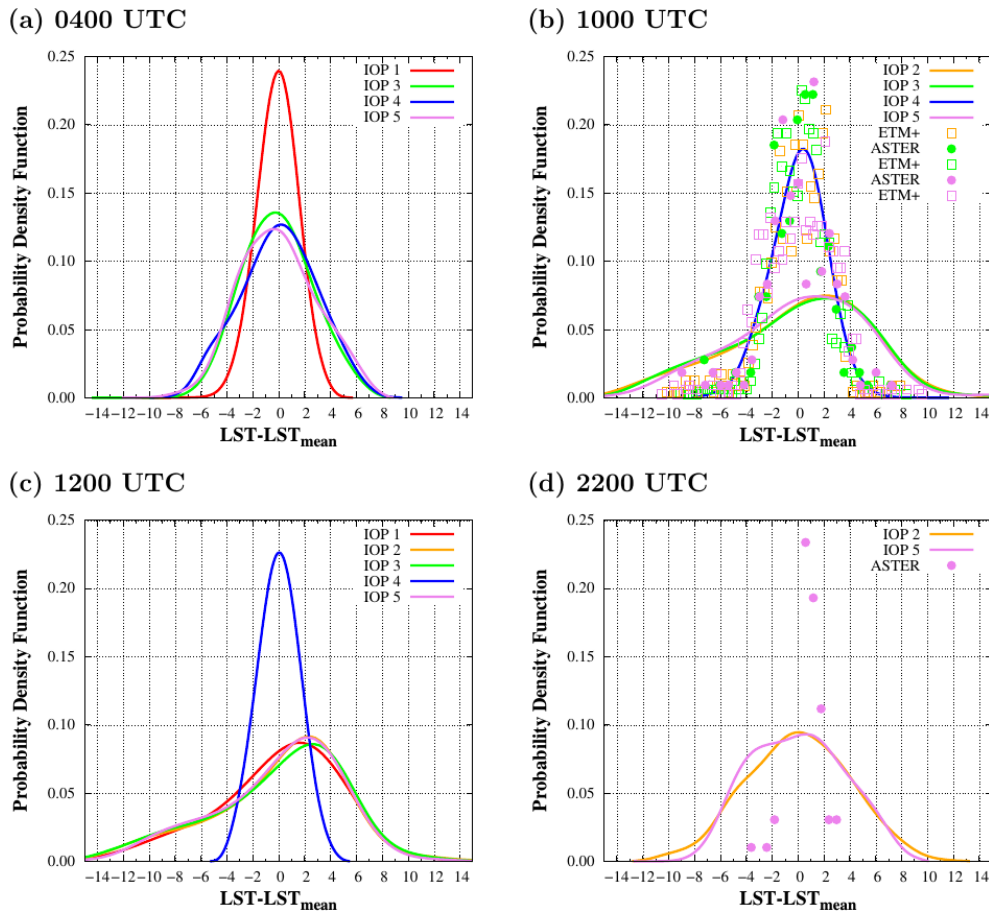 (a) 0400 UTC
0.25
0.20
0.15
0.10
0.05
0.00
Probability Density Function
IOP 1
IOP 3
IOP 4
IOP 5
-14 -12 -10 -8 -6 -4 -2 0 2 4 6 8 10 12 14
LST-LSTmean
(b) 1000 UTC
0.25
0.20
0.15
0.10
0.05
0.00
Probability Density Function
IOP 2
IOP 3
IOP 4
IOP 5
ETM+
ASTER
ETM+
ASTER
ETM+
-14 -12 -10 -8 -6 -4 -2 0 2 4 6 8 10 12 14
LST-LSTmean
(c) 1200 UTC
0.25
0.20
0.15
0.10
0.05
0.00
Probability Density Function
IOP 1
IOP 2
IOP 3
IOP 4
IOP 5
-14 -12 -10 -8 -6 -4 -2 0 2 4 6 8 10 12 14
LST-LSTmean
(d) 2200 UTC
0.25
0.20
0.15
0.10
0.05
0.00
Probability Density Function
IOP 2
IOP 5
ASTER
-14 -12 -10 -8 -6 -4 -2 0 2 4 6 8 10 12 14
LST-LSTmean